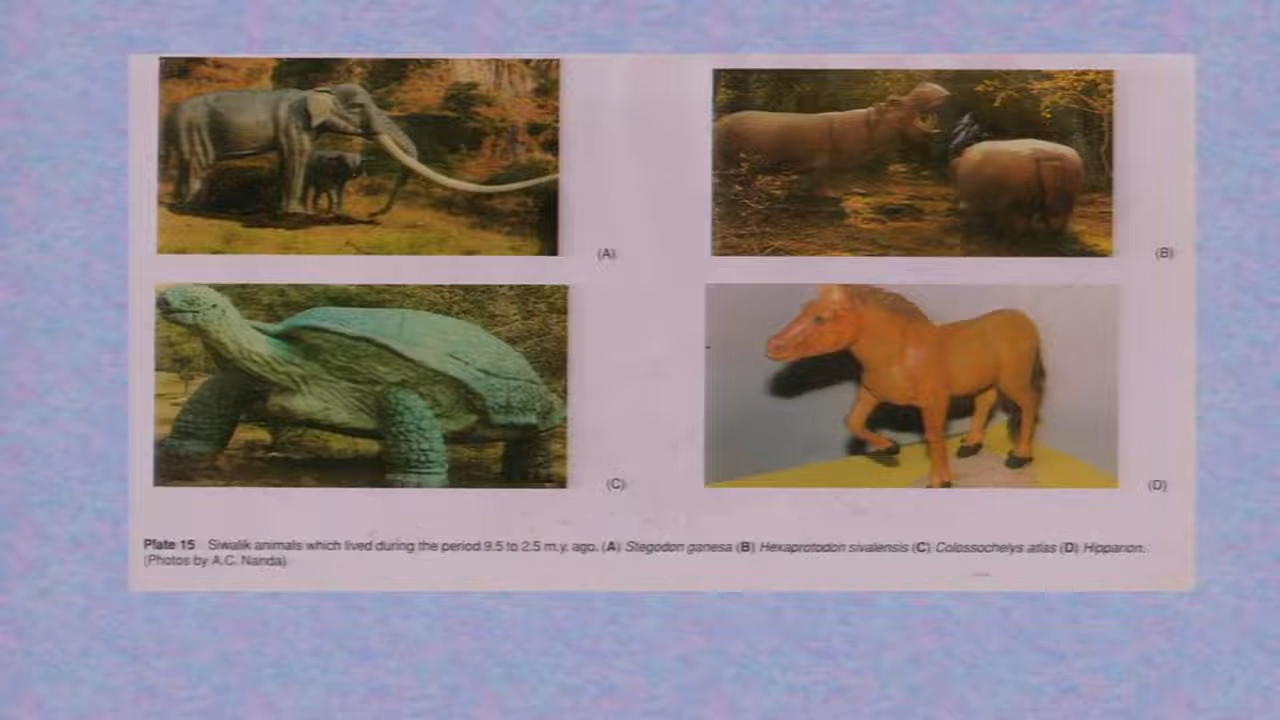 (A)
(B)
(C)
(D)
Plate 15 Siwalik animals which lived during the period 9.5 to 2.5 m.y. ago. (A) Stegodon ganesa (B) Hexaprotodon sivalensis (C) Colossochelys atlas (D) Hipparion.
(Photos by A.C. Nanda)